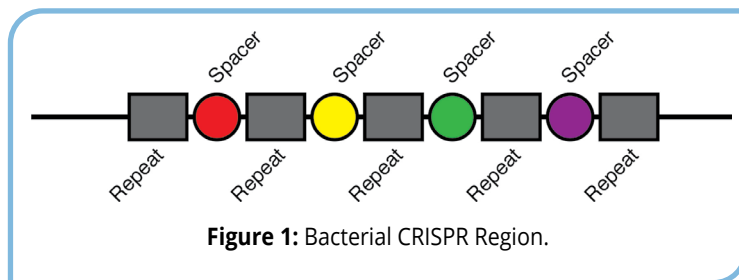 Spacer Spacer Spacer Spacer
Repeat Repeat Repeat Repeat Repeat
Figure 1: Bacterial CRISPR Region.